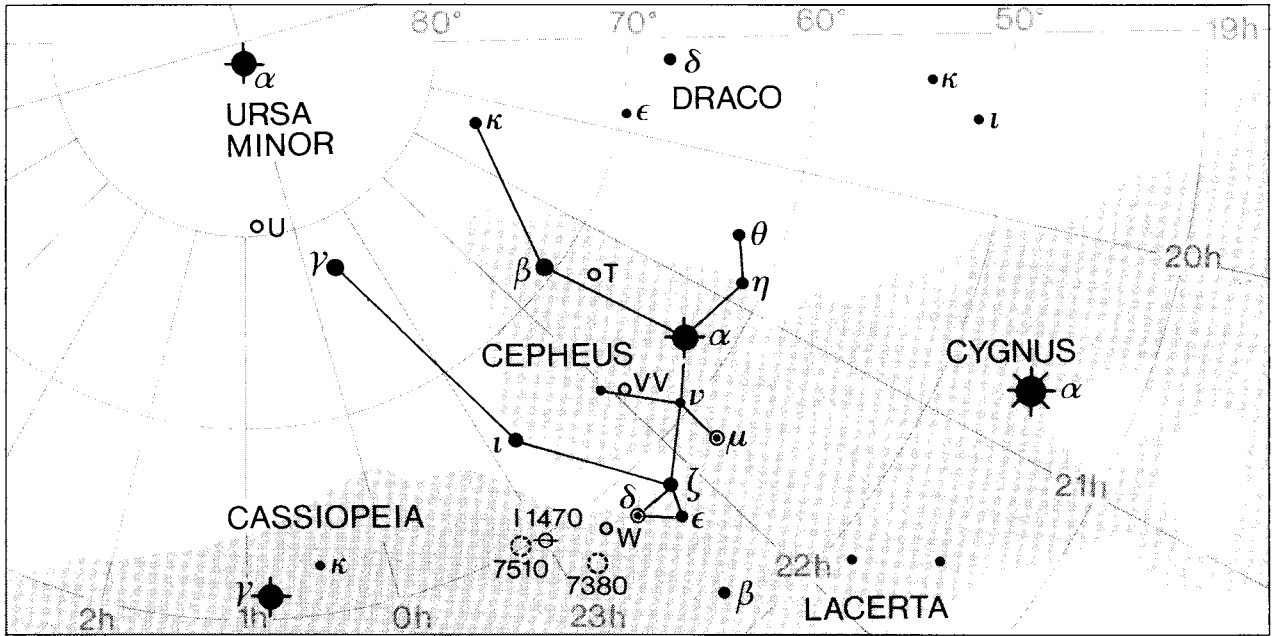 80°
70°
50°
19h
α
URSA
MINOR
δ
DRACO
ϵ
κ
ι
κ
U
γ
β
T
θ
η
60°
20h
α
CEPHEUS
VV
ν
μ
CYGNUS
α
ι
ζ
δ
ϵ
21h
CASSIOPEIA
I 1470
W
κ
7510
7380
22h
γ
β
LACERTA
2h
1h
0h
23h